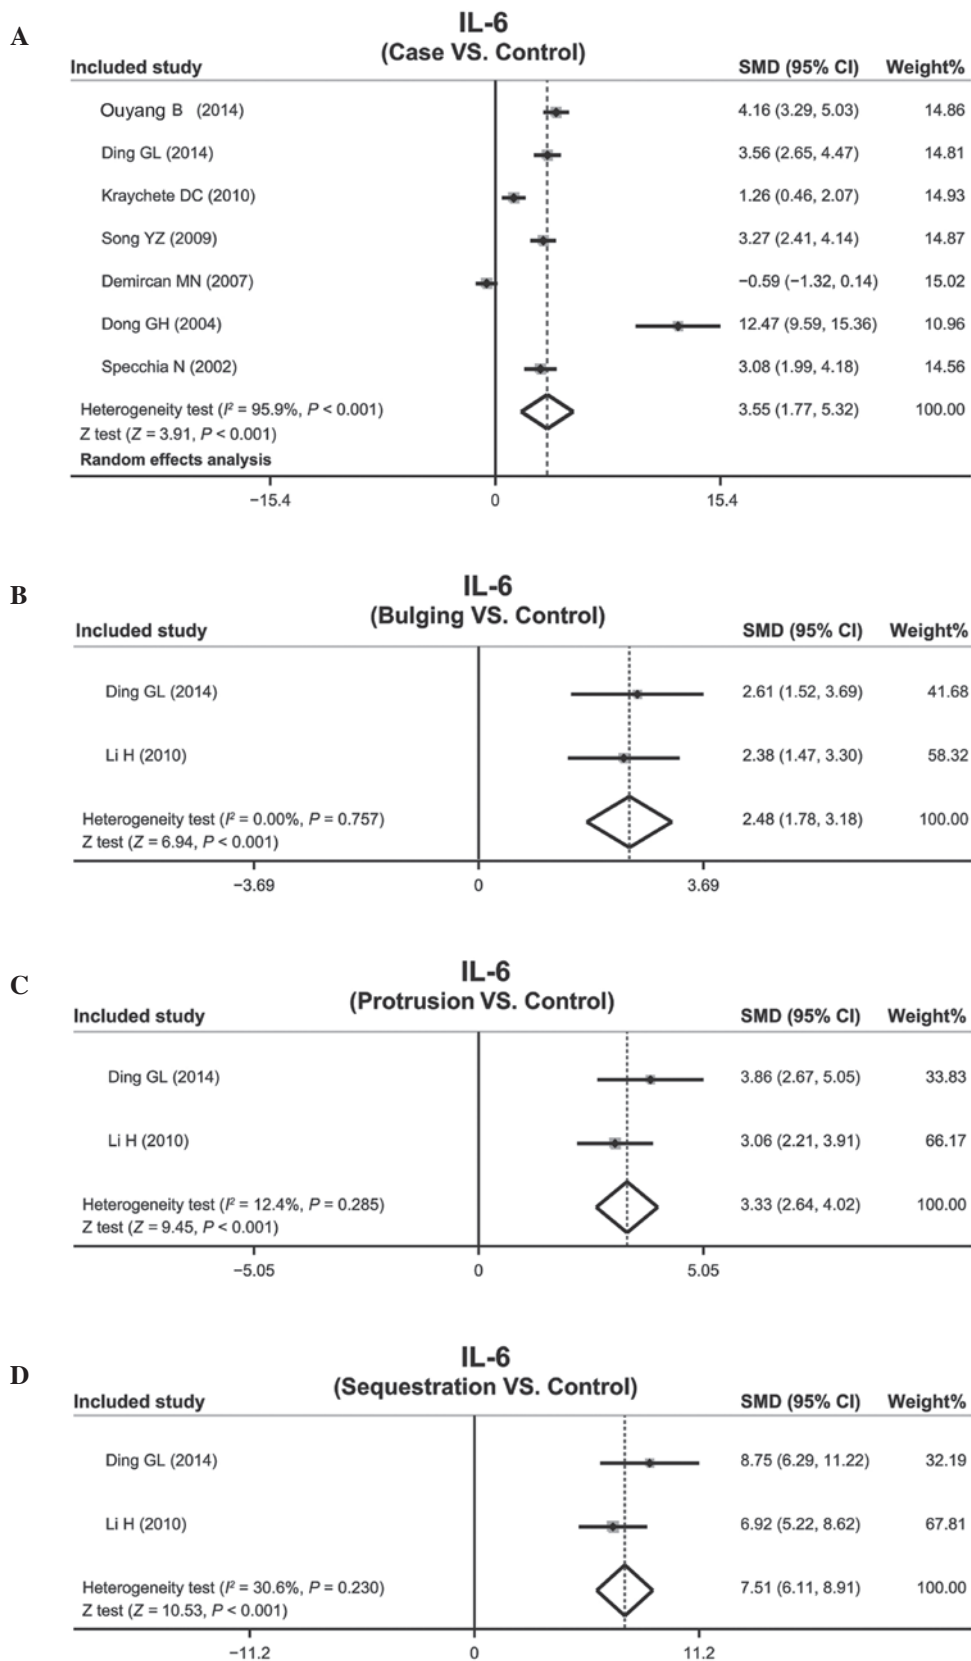 A
IL-6
(Case VS. Control)
Included study SMD (95% CI) Weight%
Ouyang B (2014) 4.16 (3.29, 5.03) 14.86
Ding GL (2014) 3.56 (2.65, 4.47) 14.81
Kraychete DC (2010) 1.26 (0.46, 2.07) 14.93
Song YZ (2009) 3.27 (2.41, 4.14) 14.87
Demircan MN (2007) −0.59 (−1.32, 0.14) 15.02
Dong GH (2004) 12.47 (9.59, 15.36) 10.96
Specchia N (2002) 3.08 (1.99, 4.18) 14.56
Heterogeneity test (I² = 95.9%, P < 0.001) 3.55 (1.77, 5.32) 100.00
Z test (Z = 3.91, P < 0.001)
Random effects analysis
−15.4 0 15.4
B
IL-6
(Bulging VS. Control)
Included study SMD (95% CI) Weight%
Ding GL (2014) 2.61 (1.52, 3.69) 41.68
Li H (2010) 2.38 (1.47, 3.30) 58.32
Heterogeneity test (I² = 0.00%, P = 0.757) 2.48 (1.78, 3.18) 100.00
Z test (Z = 6.94, P < 0.001)
−3.69 0 3.69
C
IL-6
(Protrusion VS. Control)
Included study SMD (95% CI) Weight%
Ding GL (2014) 3.86 (2.67, 5.05) 33.83
Li H (2010) 3.06 (2.21, 3.91) 66.17
Heterogeneity test (I² = 12.4%, P = 0.285) 3.33 (2.64, 4.02) 100.00
Z test (Z = 9.45, P < 0.001)
−5.05 0 5.05
D
IL-6
(Sequestration VS. Control)
Included study SMD (95% CI) Weight%
Ding GL (2014) 8.75 (6.29, 11.22) 32.19
Li H (2010) 6.92 (5.22, 8.62) 67.81
Heterogeneity test (I² = 30.6%, P = 0.230) 7.51 (6.11, 8.91) 100.00
Z test (Z = 10.53, P < 0.001)
−11.2 0 11.2